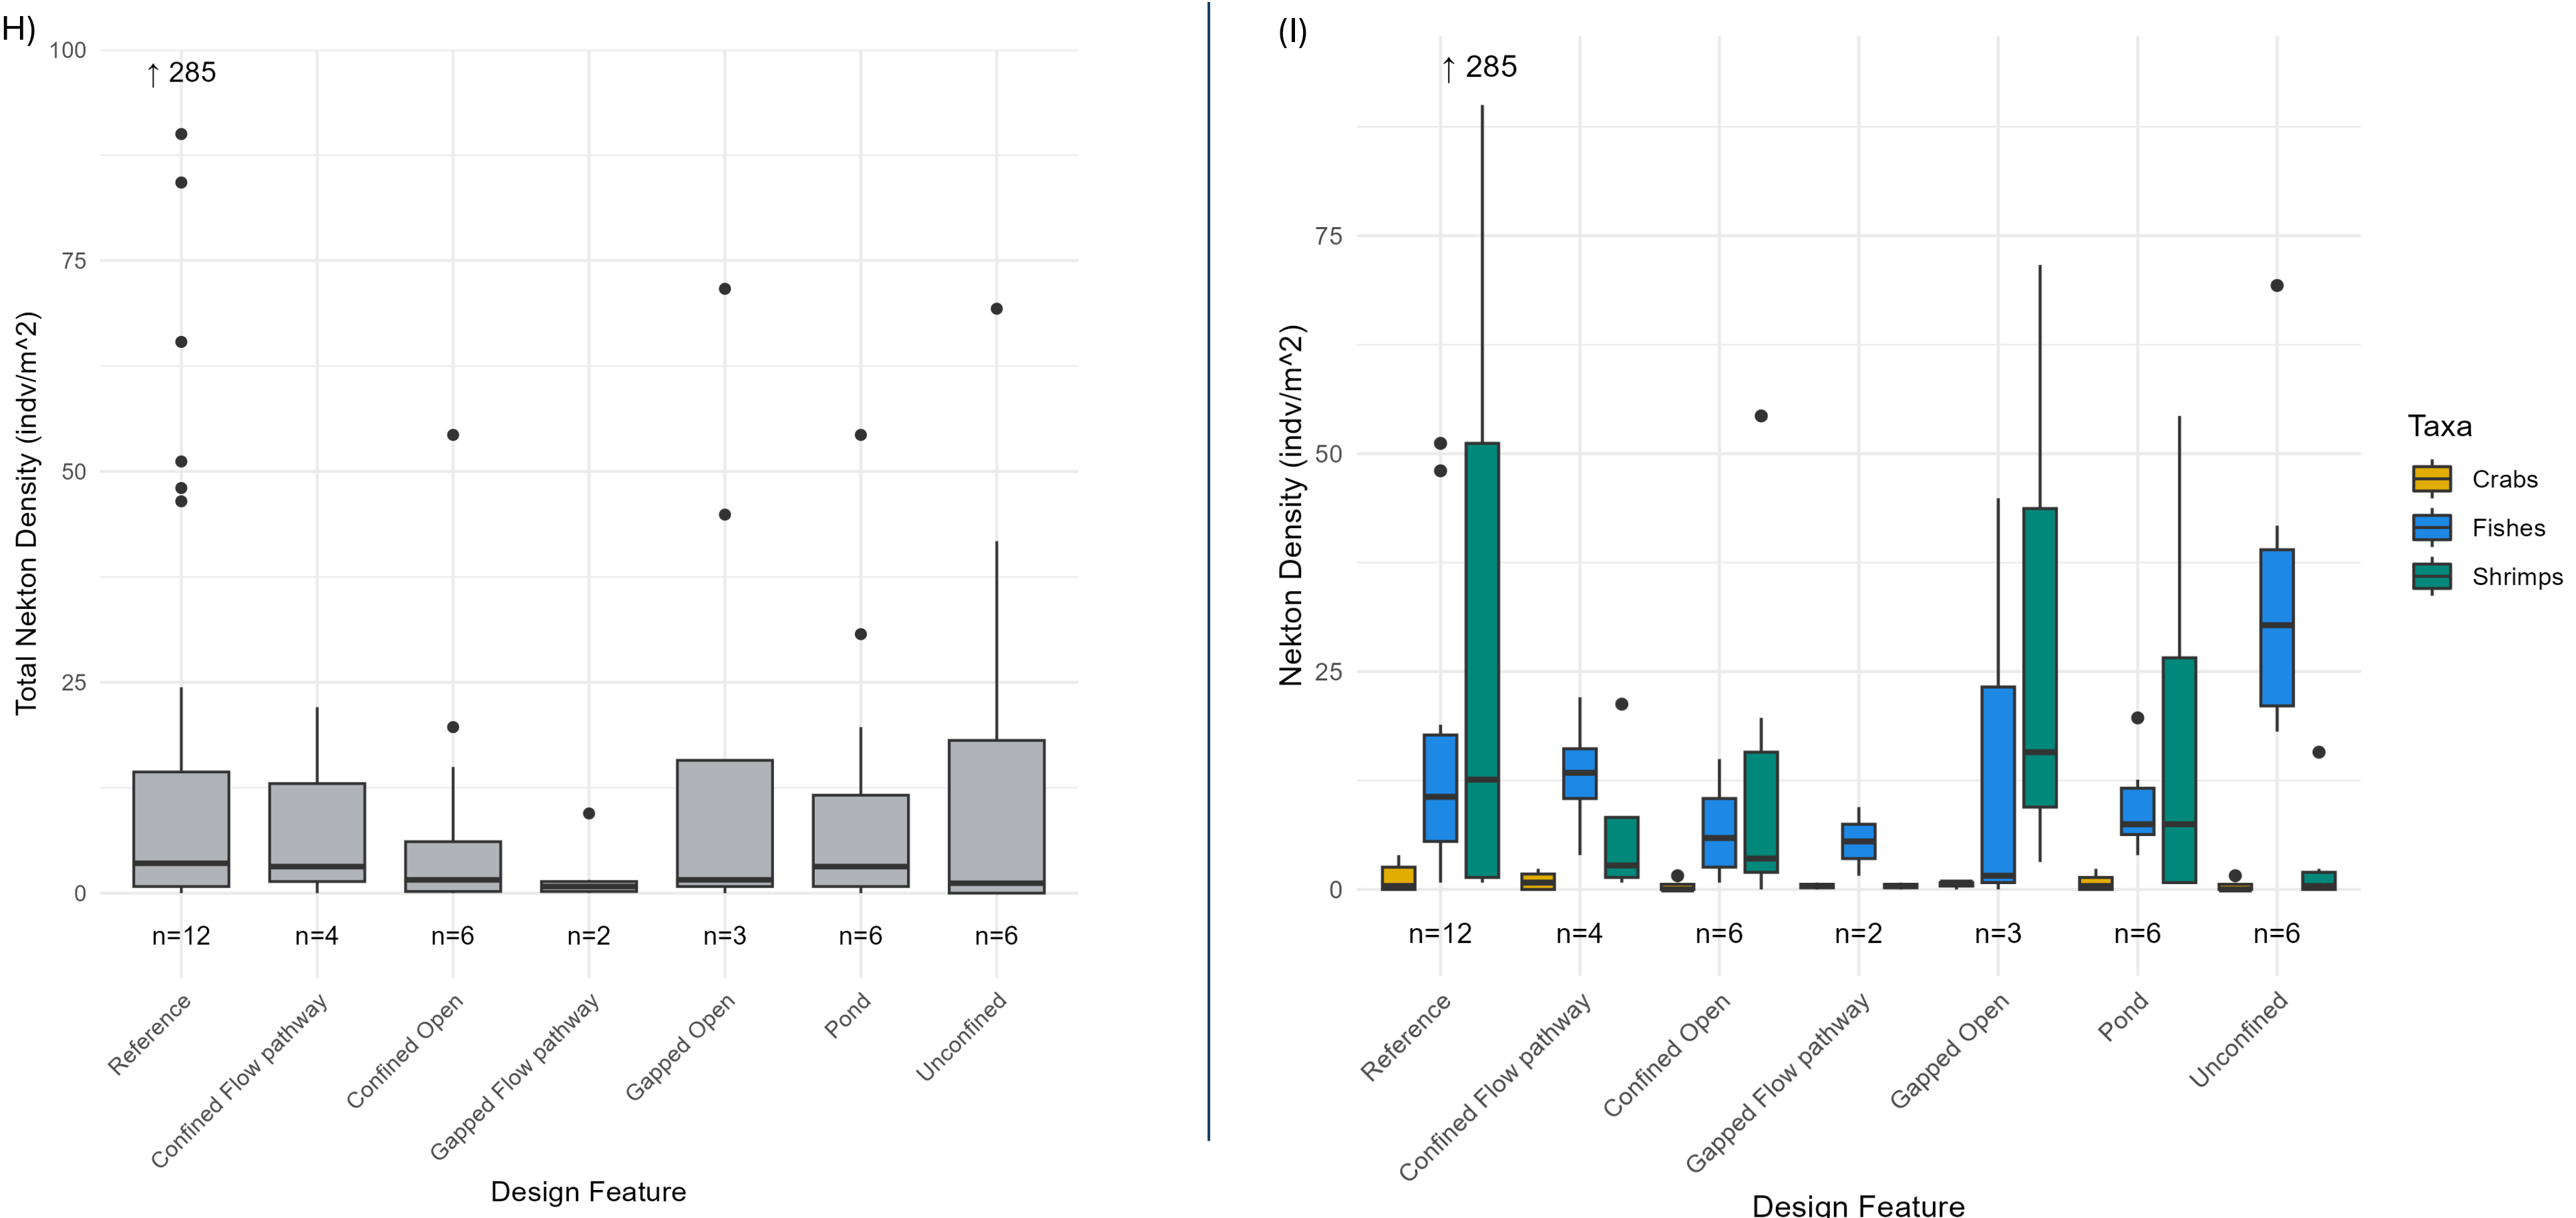 H)
100
↑ 285
75
50
25
0
Total Nekton Density (indv/m^2)
n=12
n=4
n=6
n=2
n=3
n=6
n=6
Reference
Confined Flow pathway
Confined Open
Gapped Flow pathway
Gapped Open
Pond
Unconfined
Design Feature
(I)
↑ 285
75
50
25
0
Nekton Density (indv/m^2)
n=12
n=4
n=6
n=2
n=3
n=6
n=6
Reference
Confined Flow pathway
Confined Open
Gapped Flow pathway
Gapped Open
Pond
Unconfined
Design Feature
Taxa
Crabs
Fishes
Shrimps